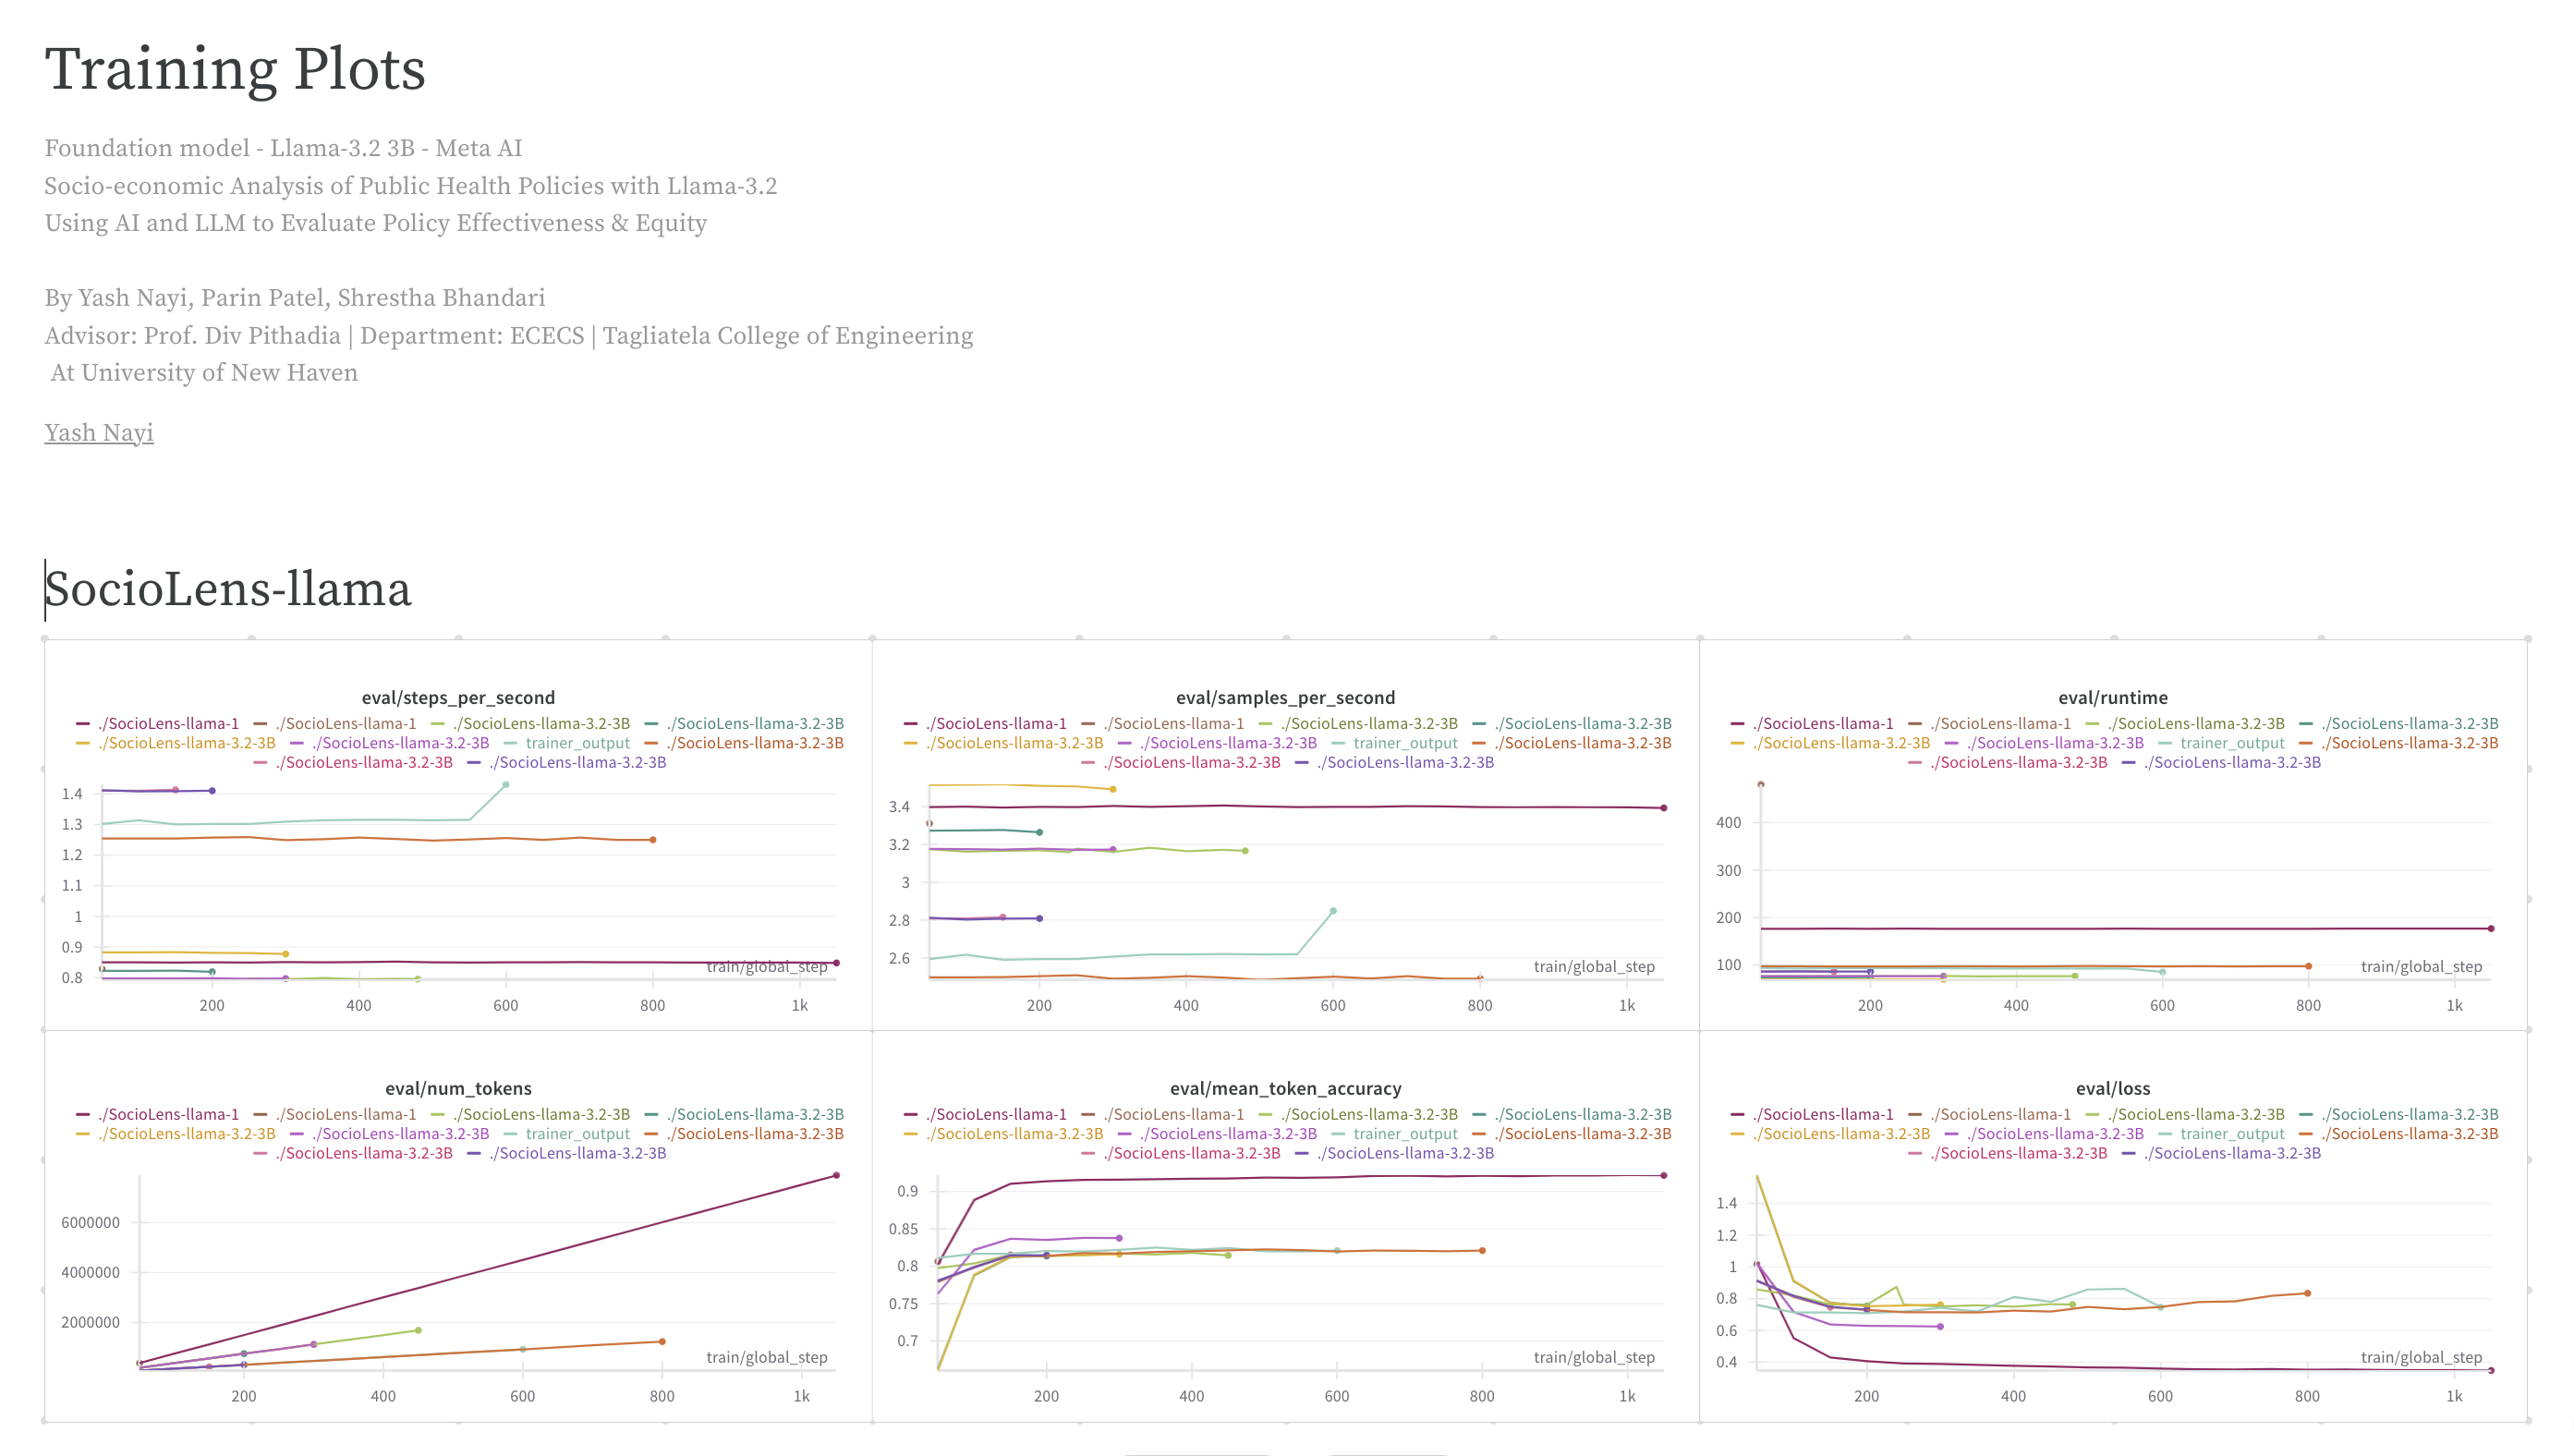 Training Plots
Foundation model - Llama-3.2 3B - Meta AI
Socio-economic Analysis of Public Health Policies with Llama-3.2
Using AI and LLM to Evaluate Policy Effectiveness & Equity
By Yash Nayi, Parin Patel, Shrestha Bhandari
Advisor: Prof. Div Pithadia | Department: ECECS | Tagliatela College of Engineering
At University of New Haven
Yash Nayi
SocioLens-llama
eval/steps_per_second
./SocioLens-llama-1 ./SocioLens-llama-1 ./SocioLens-llama-3.2-3B ./SocioLens-llama-3.2-3B
./SocioLens-llama-3.2-3B ./SocioLens-llama-3.2-3B trainer_output ./SocioLens-llama-3.2-3B
./SocioLens-llama-3.2-3B ./SocioLens-llama-3.2-3B
1.4
1.3
1.2
1.1
1
0.9
0.8
train/global_step
200 400 600 800 1k
eval/samples_per_second
./SocioLens-llama-1 ./SocioLens-llama-1 ./SocioLens-llama-3.2-3B ./SocioLens-llama-3.2-3B
./SocioLens-llama-3.2-3B ./SocioLens-llama-3.2-3B trainer_output ./SocioLens-llama-3.2-3B
./SocioLens-llama-3.2-3B ./SocioLens-llama-3.2-3B
3.4
3.2
3
2.8
2.6
train/global_step
200 400 600 800 1k
eval/runtime
./SocioLens-llama-1 ./SocioLens-llama-1 ./SocioLens-llama-3.2-3B ./SocioLens-llama-3.2-3B
./SocioLens-llama-3.2-3B ./SocioLens-llama-3.2-3B trainer_output ./SocioLens-llama-3.2-3B
./SocioLens-llama-3.2-3B ./SocioLens-llama-3.2-3B
400
300
200
100
train/global_step
200 400 600 800 1k
eval/num_tokens
./SocioLens-llama-1 ./SocioLens-llama-1 ./SocioLens-llama-3.2-3B ./SocioLens-llama-3.2-3B
./SocioLens-llama-3.2-3B ./SocioLens-llama-3.2-3B trainer_output ./SocioLens-llama-3.2-3B
./SocioLens-llama-3.2-3B ./SocioLens-llama-3.2-3B
6000000
4000000
2000000
train/global_step
200 400 600 800 1k
eval/mean_token_accuracy
./SocioLens-llama-1 ./SocioLens-llama-1 ./SocioLens-llama-3.2-3B ./SocioLens-llama-3.2-3B
./SocioLens-llama-3.2-3B ./SocioLens-llama-3.2-3B trainer_output ./SocioLens-llama-3.2-3B
./SocioLens-llama-3.2-3B ./SocioLens-llama-3.2-3B
0.9
0.85
0.8
0.75
0.7
train/global_step
200 400 600 800 1k
eval/loss
./SocioLens-llama-1 ./SocioLens-llama-1 ./SocioLens-llama-3.2-3B ./SocioLens-llama-3.2-3B
./SocioLens-llama-3.2-3B ./SocioLens-llama-3.2-3B trainer_output ./SocioLens-llama-3.2-3B
./SocioLens-llama-3.2-3B ./SocioLens-llama-3.2-3B
1.4
1.2
1
0.8
0.6
0.4
train/global_step
200 400 600 800 1k